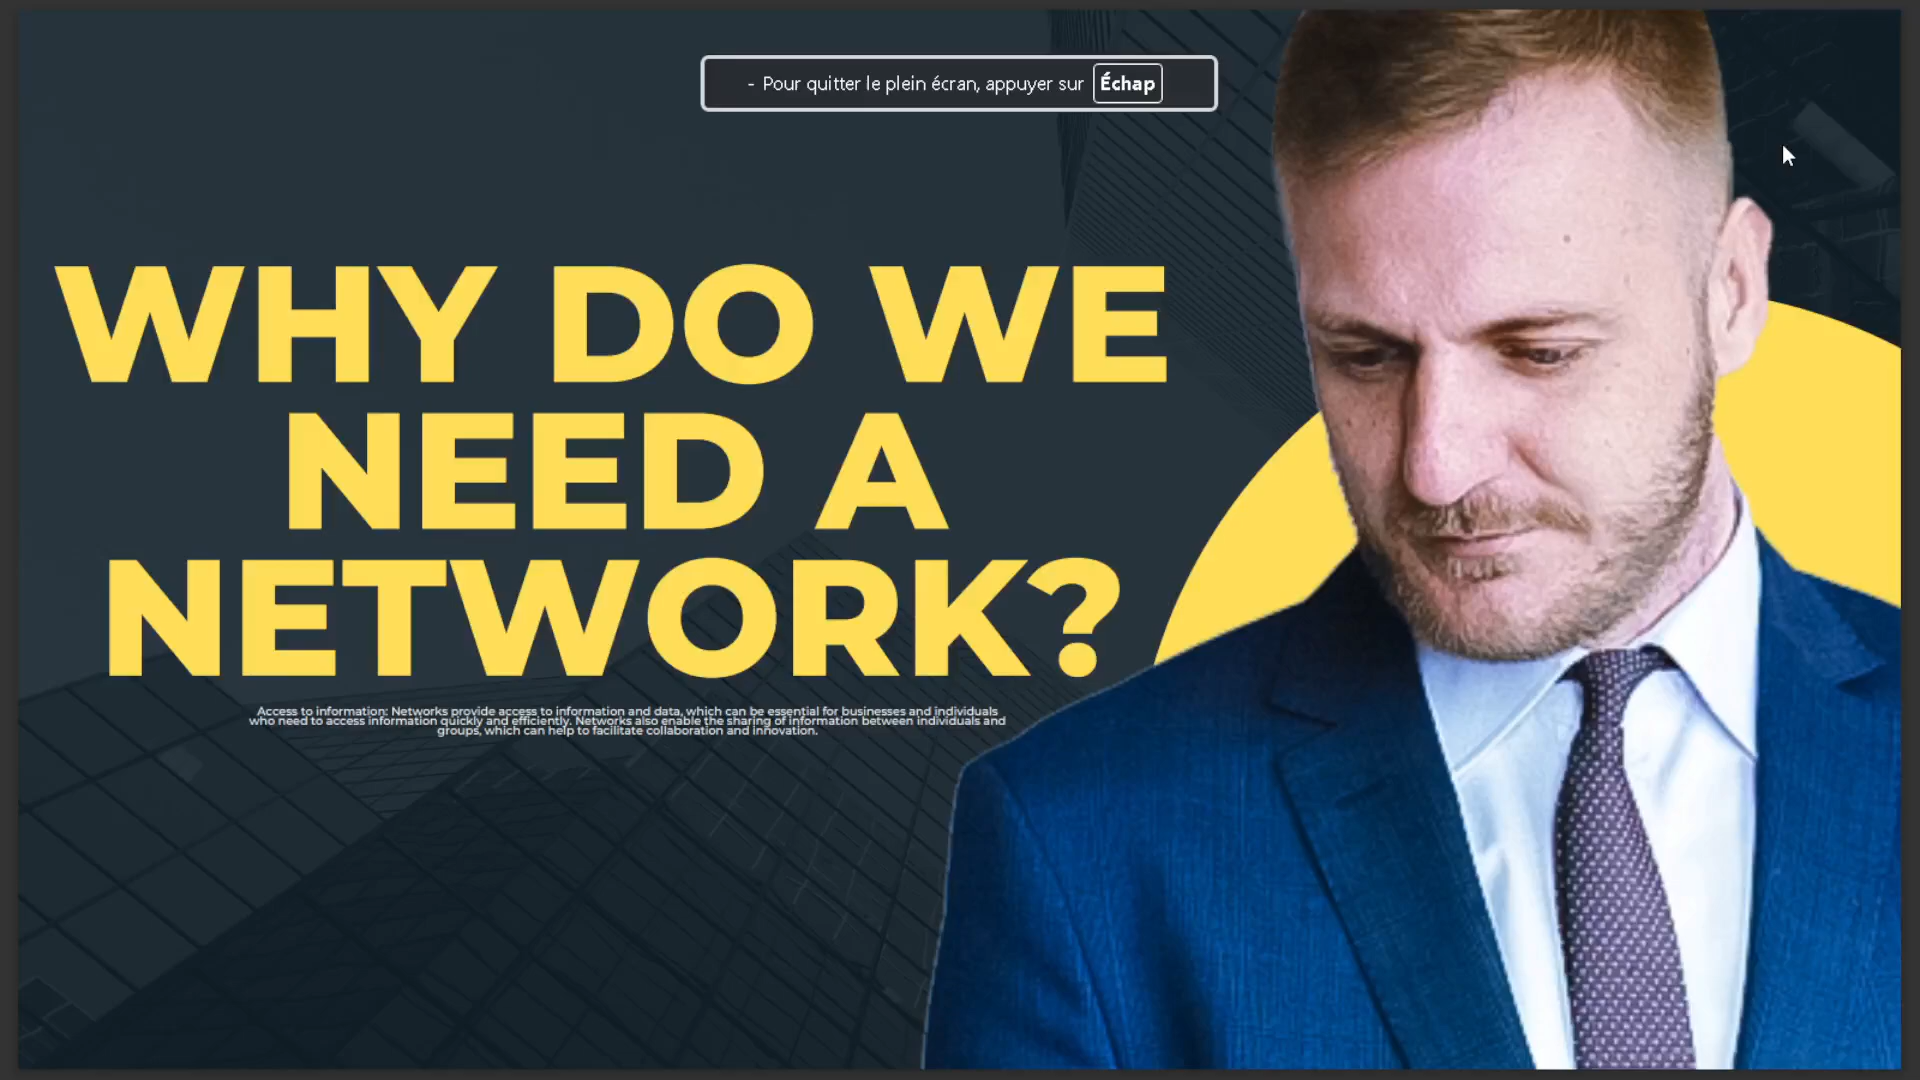 - Pour quitter le plein écran, appuyer sur Échap
WHY DO WE
NEED A
NETWORK?
Access to information: Networks provide access to information and data, which can be essential for businesses and individuals
who need to access information quickly and efficiently. Networks also enable the sharing of information between individuals and
groups, which can help to facilitate collaboration and innovation.